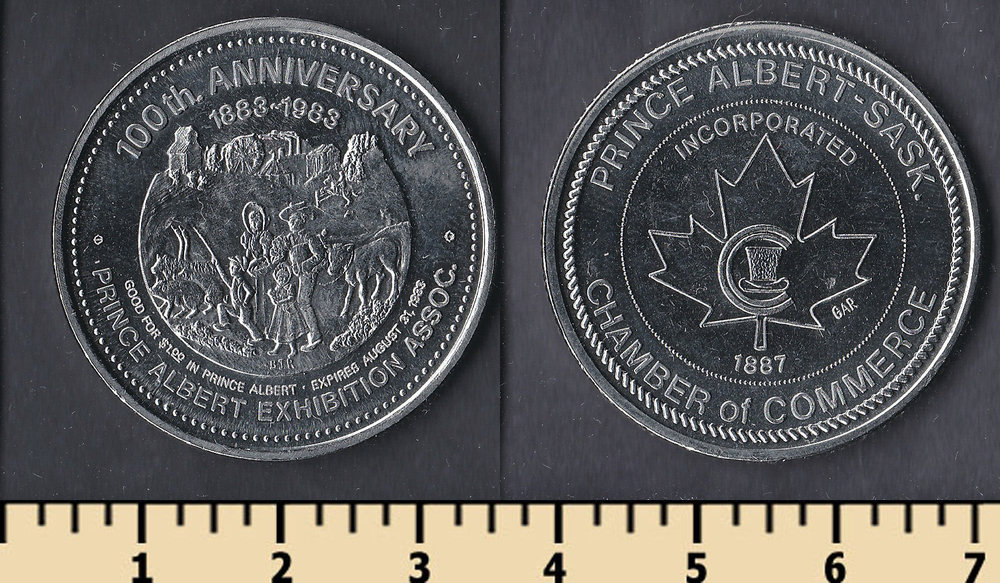 100th. ANNIVERSARY
1883-1983
GOOD FOR $1.00 IN PRINCE ALBERT · EXPIRES AUGUST 31, 1983
PRINCE ALBERT EXHIBITION ASSOC.
PRINCE ALBERT-SASK.
INCORPORATED
GAR
1887
CHAMBER of COMMERCE
1 2 3 4 5 6 7